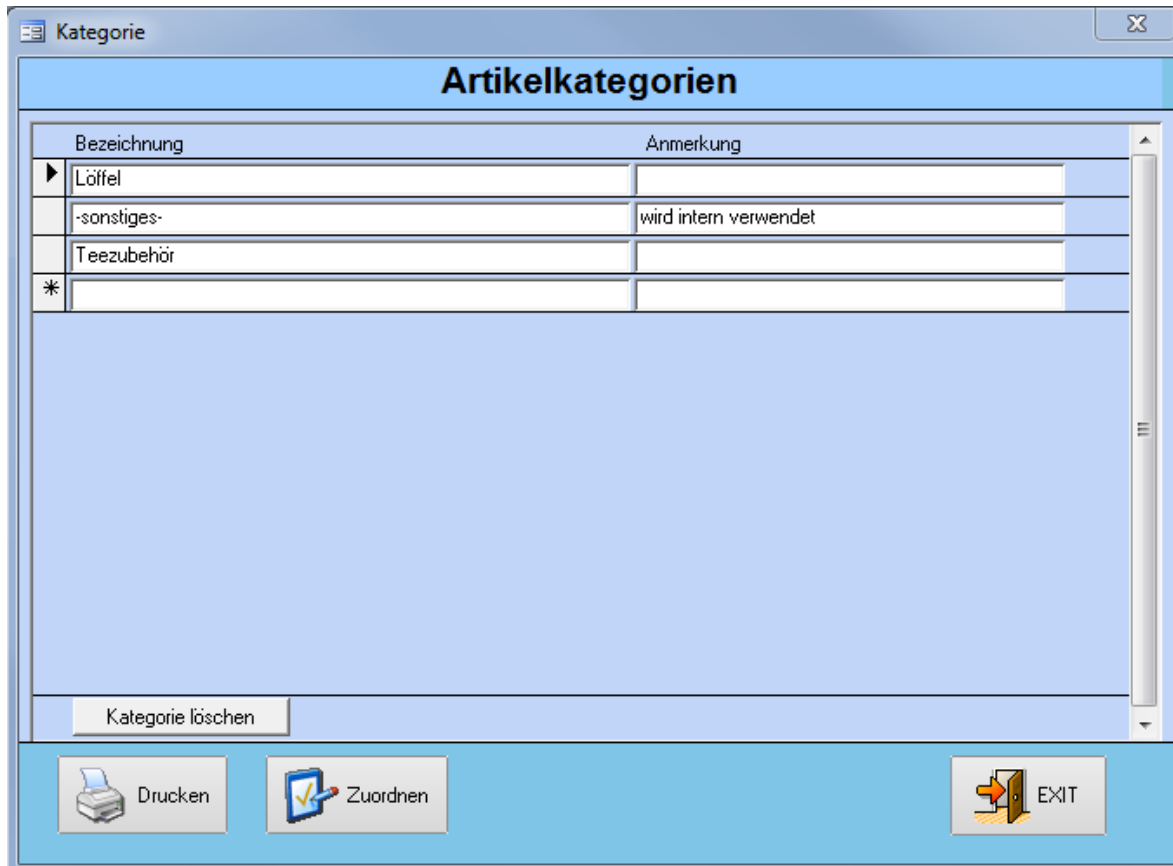 Kategorie
Artikelkategorien
Bezeichnung Anmerkung
Löffel
-sonstiges- wird intern verwendet
Teezubehör
Kategorie löschen
Drucken Zuordnen EXIT